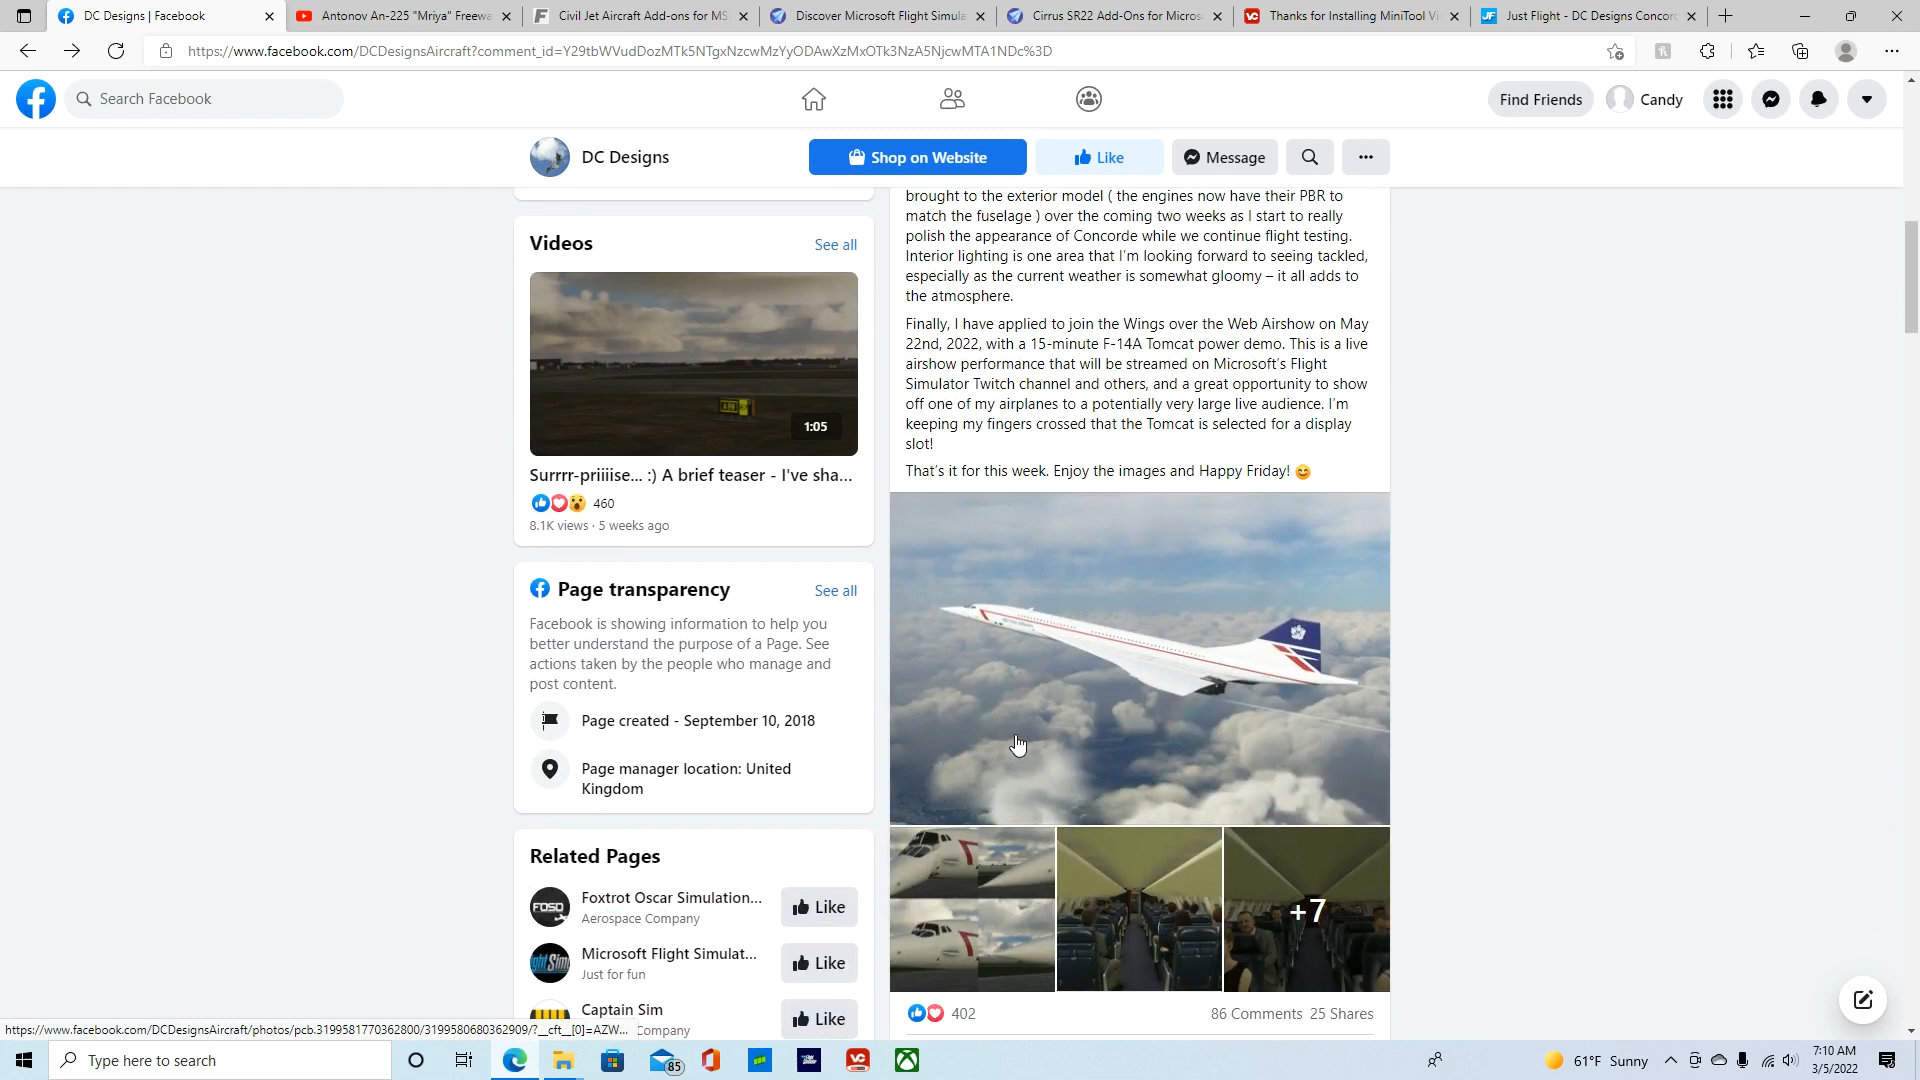 DC Designs | Facebook
Antonov An-225 "Mriya" Freewa
Civil Jet Aircraft Add-ons for MS
Discover Microsoft Flight Simula
Cirrus SR22 Add-Ons for Micros
Thanks for Installing MiniTool Vi
Just Flight - DC Designs Concor
https://www.facebook.com/DCDesignsAircraft?comment_id=Y29tbWVudDozMTk5NTgxNzcwMzYyODAwXzMxOTk3NzA5NjcwMTA1NDc%3D
Search Facebook
Find Friends
Candy
DC Designs
Shop on Website
Like
Message
brought to the exterior model ( the engines now have their PBR to
match the fuselage ) over the coming two weeks as I start to really
polish the appearance of Concorde while we continue flight testing.
Interior lighting is one area that I'm looking forward to seeing tackled,
especially as the current weather is somewhat gloomy – it all adds to
the atmosphere.
Finally, I have applied to join the Wings over the Web Airshow on May
22nd, 2022, with a 15-minute F-14A Tomcat power demo. This is a live
airshow performance that will be streamed on Microsoft's Flight
Simulator Twitch channel and others, and a great opportunity to show
off one of my airplanes to a potentially very large live audience. I'm
keeping my fingers crossed that the Tomcat is selected for a display
slot!
That's it for this week. Enjoy the images and Happy Friday! 😊
+7
402
86 Comments 25 Shares
Videos
See all
1:05
Surrrr-priiiise... :) A brief teaser - I've sha...
460
8.1K views · 5 weeks ago
Page transparency
See all
Facebook is showing information to help you
better understand the purpose of a Page. See
actions taken by the people who manage and
post content.
Page created - September 10, 2018
Page manager location: United
Kingdom
Related Pages
FOSD
Foxtrot Oscar Simulation...
Aerospace Company
Like
Microsoft Flight Simulat...
Just for fun
Like
Captain Sim
Company
Like
https://www.facebook.com/DCDesignsAircraft/photos/pcb.3199581770362800/3199580680362909/?__cft__[0]=AZW...
Type here to search
85
61°F Sunny
7:10 AM
3/5/2022